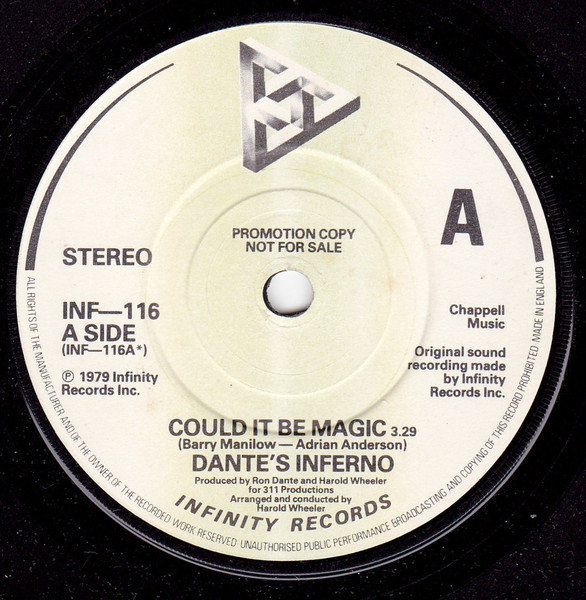 PROMOTION COPY
NOT FOR SALE
A
STEREO
INF—116
A SIDE
(INF—116A*)
℗ 1979 Infinity
Records Inc.
Chappell
Music
Original sound
recording made
by Infinity
Records Inc.
COULD IT BE MAGIC 3.29
(Barry Manilow — Adrian Anderson)
DANTE'S INFERNO
Produced by Ron Dante and Harold Wheeler
for 311 Productions
Arranged and conducted by
Harold Wheeler
INFINITY RECORDS
ALL RIGHTS OF THE MANUFACTURER AND OF THE OWNER OF THE RECORDED WORK RESERVED. UNAUTHORISED PUBLIC PERFORMANCE BROADCASTING AND COPYING OF THIS RECORD PROHIBITED. MADE IN ENGLAND